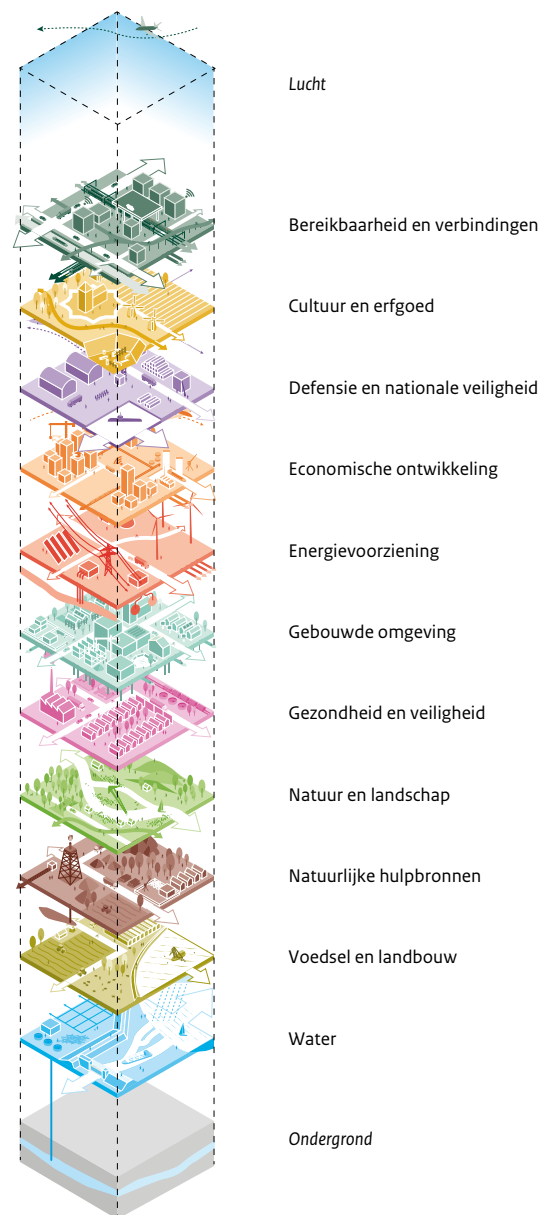 Lucht
Bereikbaarheid en verbindingen
Cultuur en erfgoed
Defensie en nationale veiligheid
Economische ontwikkeling
Energievoorziening
Gebouwde omgeving
Gezondheid en veiligheid
Natuur en landschap
Natuurlijke hulpbronnen
Voedsel en landbouw
Water
Ondergrond